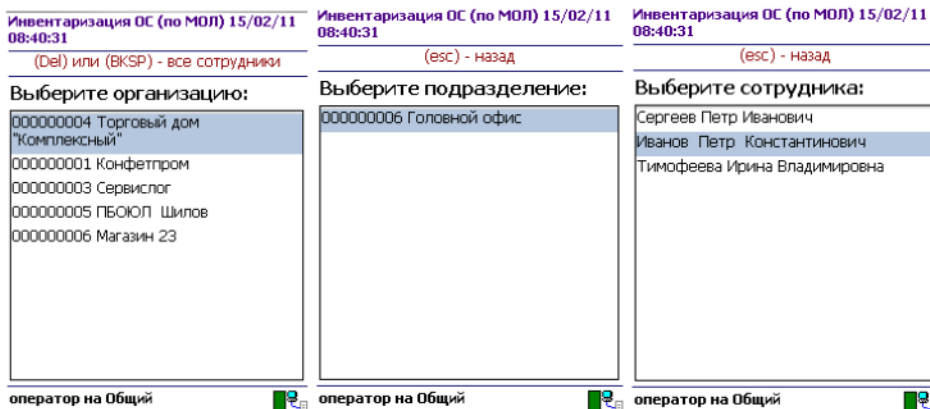 Инвентаризация ОС (по МОЛ) 15/02/11
08:40:31
(Del) или (BKSP) - все сотрудники
Выберите организацию:
000000004 Торговый дом
"Комплексный"
000000001 Конфетпром
000000003 Сервислог
000000005 ПБОЮЛ Шилов
000000006 Магазин 23
оператор на Общий
Инвентаризация ОС (по МОЛ) 15/02/11
08:40:31
(esc) - назад
Выберите подразделение:
000000006 Головной офис
оператор на Общий
Инвентаризация ОС (по МОЛ) 15/02/11
08:40:31
(esc) - назад
Выберите сотрудника:
Сергеев Петр Иванович
Иванов Петр Константинович
Тимофеева Ирина Владимировна
оператор на Общий